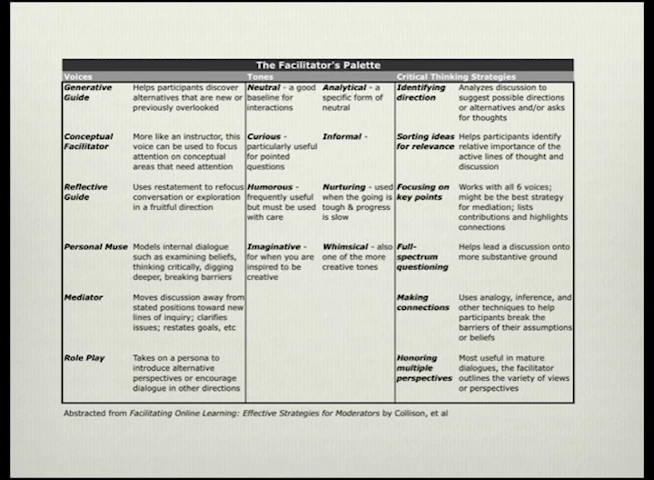 The Facilitator's Palette
Voices Tones Critical Thinking Strategies
Generative Guide
Helps participants discover
alternatives that are new or
previously overlooked
Neutral - a good
baseline for
interactions
Analytical - a
specific form of
neutral
Identifying
direction
Analyzes discussion to
suggest possible directions
or alternatives and/or asks
for thoughts
Conceptual
Facilitator
More like an instructor, this
voice can be used to focus
attention on conceptual
areas that need attention
Curious -
particularly useful
for pointed
questions
Informal -
Sorting ideas
for relevance
Helps participants identify
relative importance of the
active lines of thought and
discussion
Reflective
Guide
Uses restatement to refocus
conversation or exploration
in a fruitful direction
Humorous -
frequently useful
but must be used
with care
Nurturing - used
when the going is
tough & progress
is slow
Focusing on
key points
Works with all 6 voices;
might be the best strategy
for mediation; lists
contributions and highlights
connections
Personal Muse
Models internal dialogue
such as examining beliefs,
thinking critically, digging
deeper, breaking barriers
Imaginative -
for when you are
inspired to be
creative
Whimsical - also
one of the more
creative tones
Full-
spectrum
questioning
Helps lead a discussion onto
more substantive ground
Mediator
Moves discussion away from
stated positions toward new
lines of inquiry; clarifies
issues; restates goals, etc
Making
connections
Uses analogy, inference, and
other techniques to help
participants break the
barriers of their assumptions
or beliefs
Role Play
Takes on a persona to
introduce alternative
perspectives or encourage
dialogue in other directions
Honoring
multiple
perspectives
Most useful in mature
dialogues, the facilitator
outlines the variety of views
or perspectives
Abstracted from Facilitating Online Learning: Effective Strategies for Moderators by Collison, et al